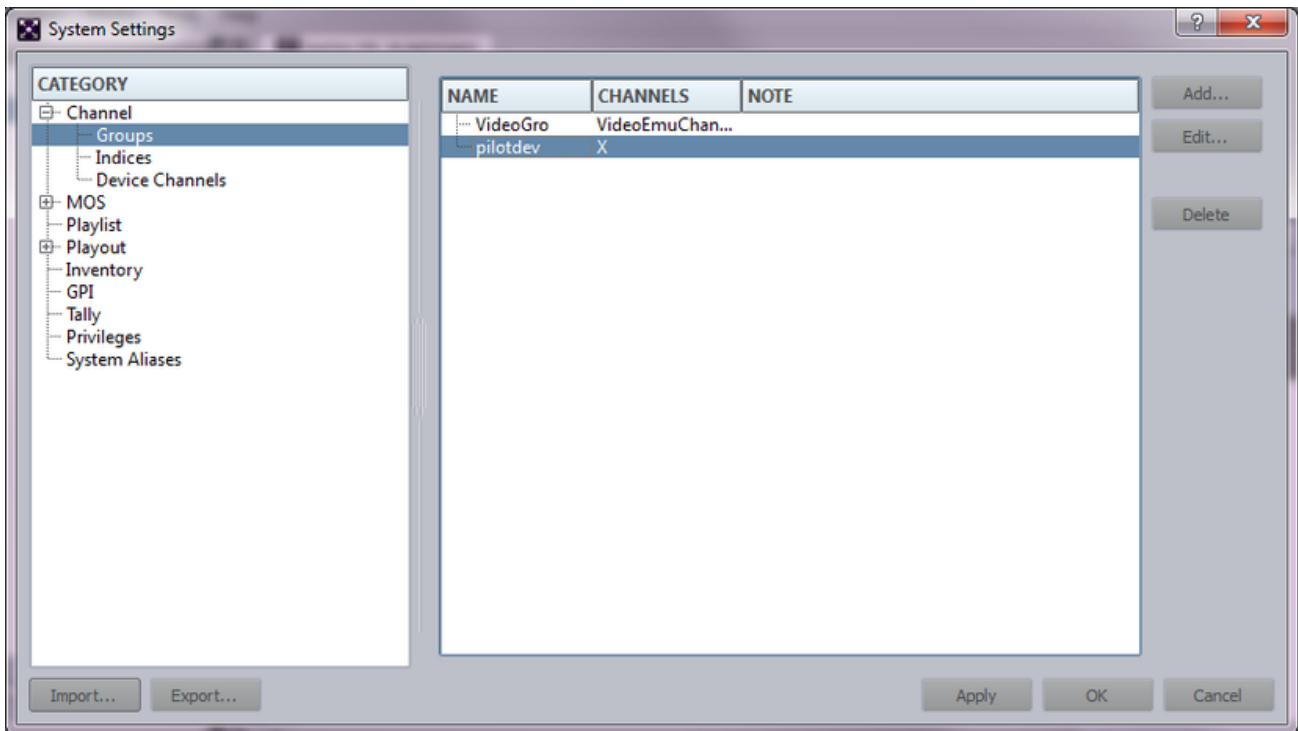 System Settings
CATEGORY
Channel
Groups
Indices
Device Channels
MOS
Playlist
Playout
Inventory
GPI
Tally
Privileges
System Aliases
NAME CHANNELS NOTE
VideoGro VideoEmuChan...
pilotdev X
Add...
Edit...
Delete
Import... Export... Apply OK Cancel